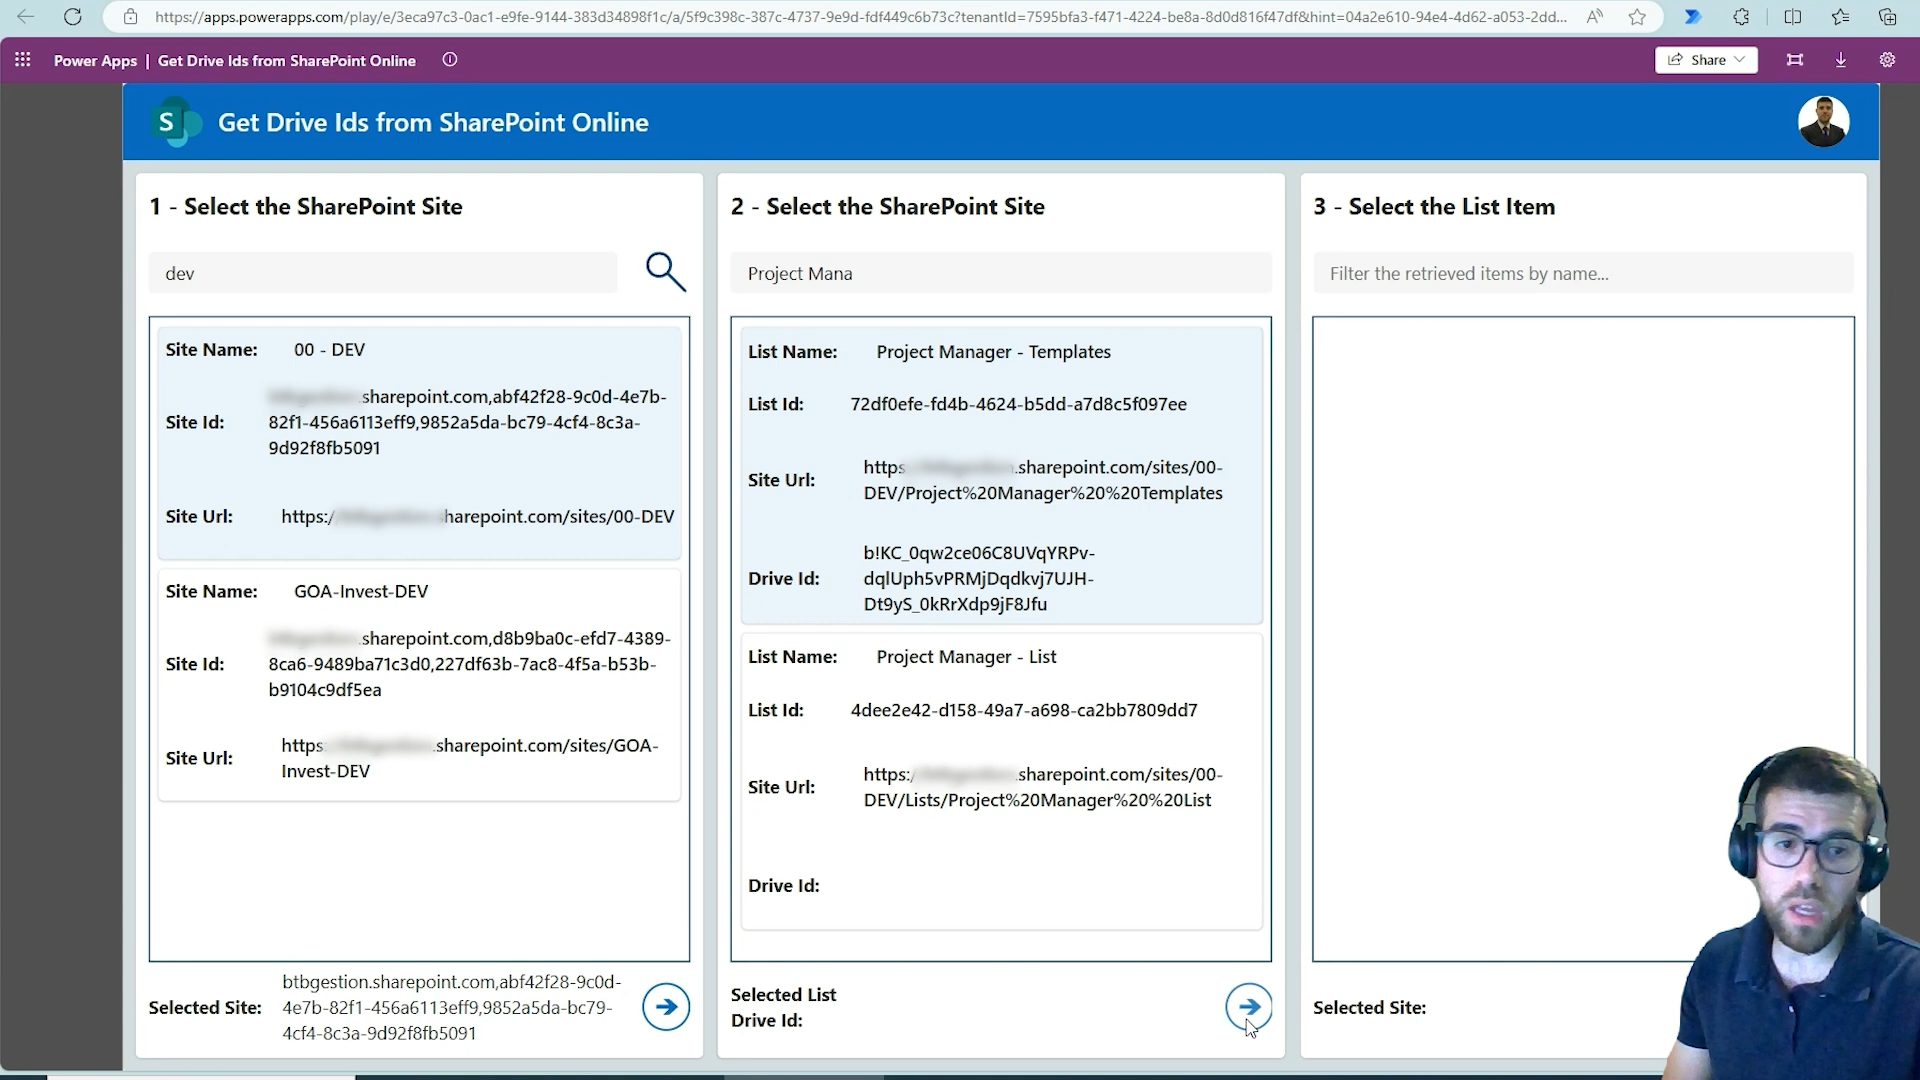 https://apps.powerapps.com/play/e/3eca97c3-0ac1-e9fe-9144-383d34898f1c/a/5f9c398c-387c-4737-9e9d-fdf449c6b73c?tenantId=7595bfa3-f471-4224-be8a-8d0d816f47df&hint=04a2e610-94e4-4d62-a053-2dd...
Power Apps | Get Drive Ids from SharePoint Online
Share
S Get Drive Ids from SharePoint Online
1 - Select the SharePoint Site
dev
Site Name: 00 - DEV
Site Id: .sharepoint.com,abf42f28-9c0d-4e7b-
82f1-456a6113eff9,9852a5da-bc79-4cf4-8c3a-
9d92f8fb5091
Site Url: https:/ harepoint.com/sites/00-DEV
Site Name: GOA-Invest-DEV
Site Id: .sharepoint.com,d8b9ba0c-efd7-4389-
8ca6-9489ba71c3d0,227df63b-7ac8-4f5a-b53b-
b9104c9df5ea
Site Url: https .sharepoint.com/sites/GOA-
Invest-DEV
Selected Site: btbgestion.sharepoint.com,abf42f28-9c0d-
4e7b-82f1-456a6113eff9,9852a5da-bc79-
4cf4-8c3a-9d92f8fb5091
2 - Select the SharePoint Site
Project Mana
List Name: Project Manager - Templates
List Id: 72df0efe-fd4b-4624-b5dd-a7d8c5f097ee
Site Url: https .sharepoint.com/sites/00-
DEV/Project%20Manager%20%20Templates
Drive Id: b!KC_0qw2ce06C8UVqYRPv-
dqlUph5vPRMjDqdkvj7UJH-
Dt9yS_0kRrXdp9jF8Jfu
List Name: Project Manager - List
List Id: 4dee2e42-d158-49a7-a698-ca2bb7809dd7
Site Url: https:/ .sharepoint.com/sites/00-
DEV/Lists/Project%20Manager%20%20List
Drive Id:
Selected List
Drive Id:
3 - Select the List Item
Filter the retrieved items by name...
Selected Site: